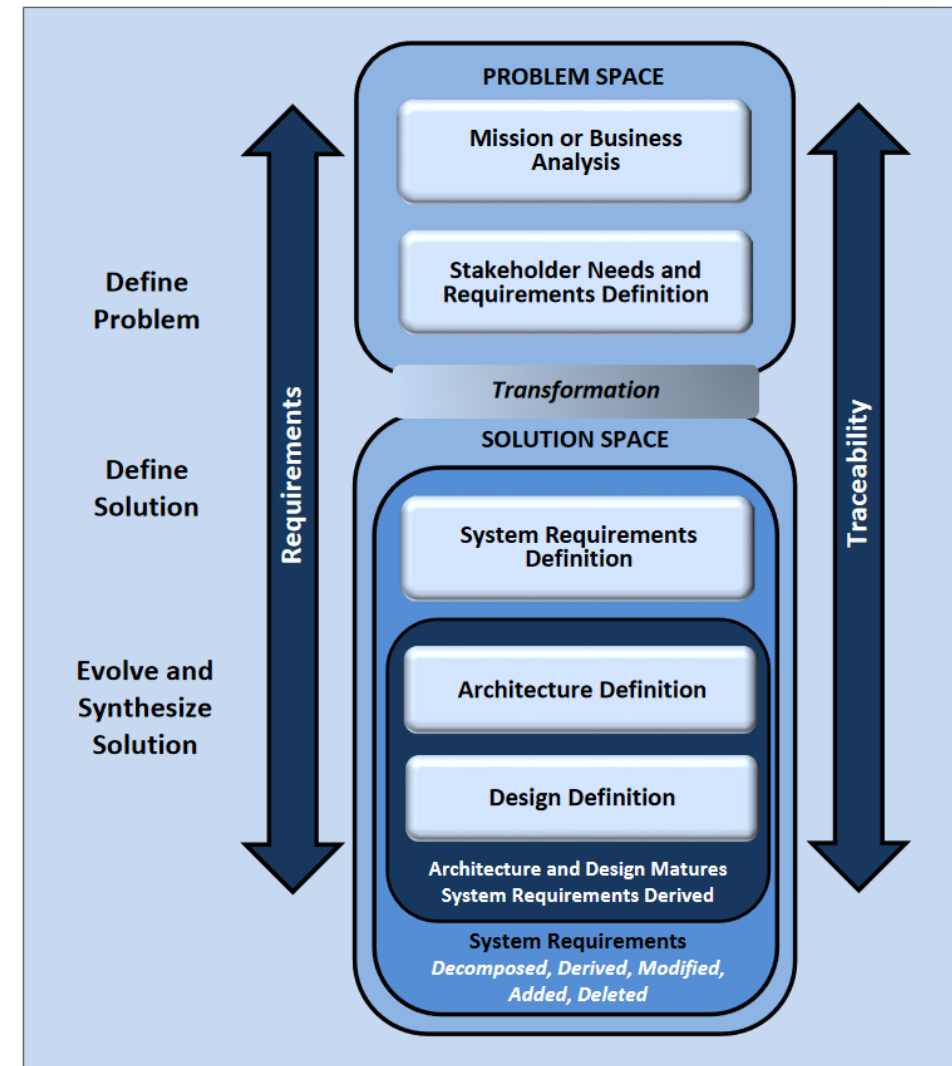 PROBLEM SPACE
Mission or Business
Analysis
Stakeholder Needs and
Requirements Definition
Define
Problem
Transformation
Requirements
Traceability
SOLUTION SPACE
Define
Solution
System Requirements
Definition
Evolve and
Synthesize
Solution
Architecture Definition
Design Definition
Architecture and Design Matures
System Requirements Derived
System Requirements
Decomposed, Derived, Modified,
Added, Deleted